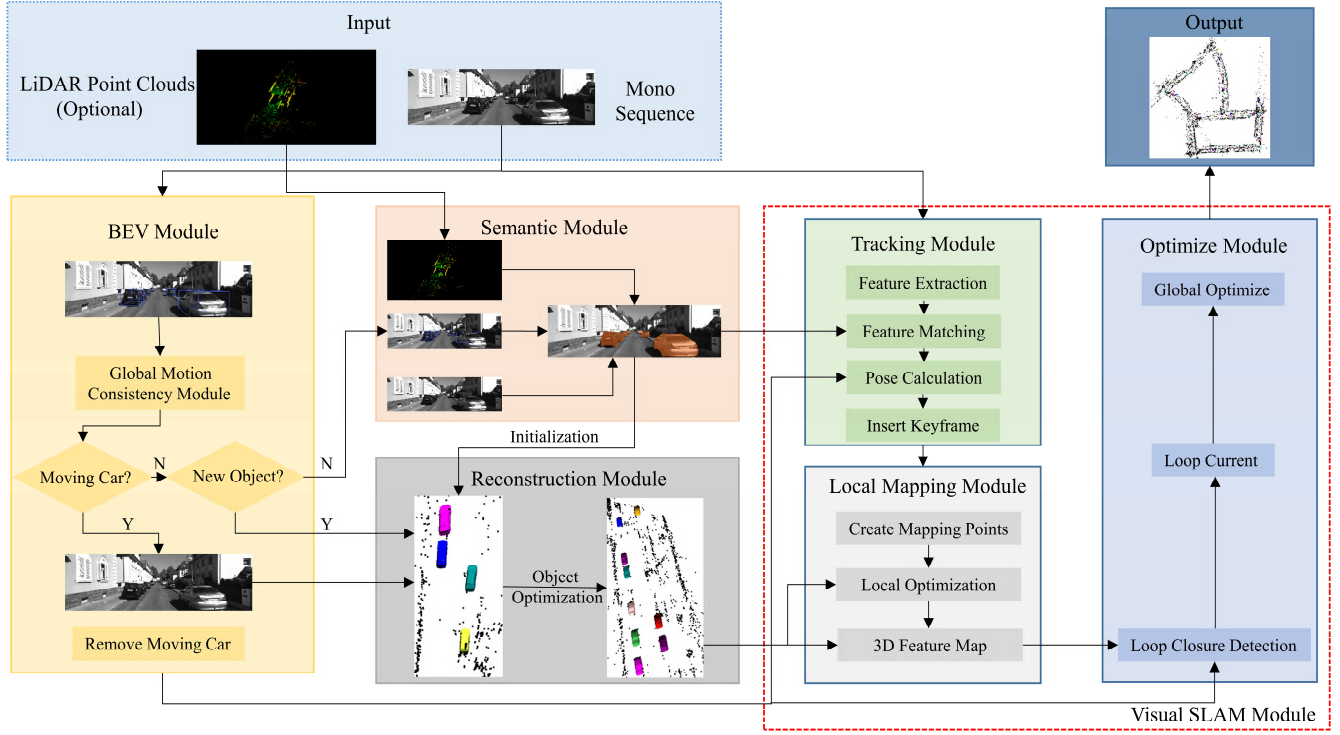 Input
LiDAR Point Clouds
(Optional)
Mono
Sequence
Output
BEV Module
Global Motion
Consistency Module
Moving Car?
N
New Object?
N
Y
Y
Remove Moving Car
Semantic Module
Initialization
Reconstruction Module
Object
Optimization
Tracking Module
Feature Extraction
Feature Matching
Pose Calculation
Insert Keyframe
Local Mapping Module
Create Mapping Points
Local Optimization
3D Feature Map
Optimize Module
Global Optimize
Loop Current
Loop Closure Detection
Visual SLAM Module